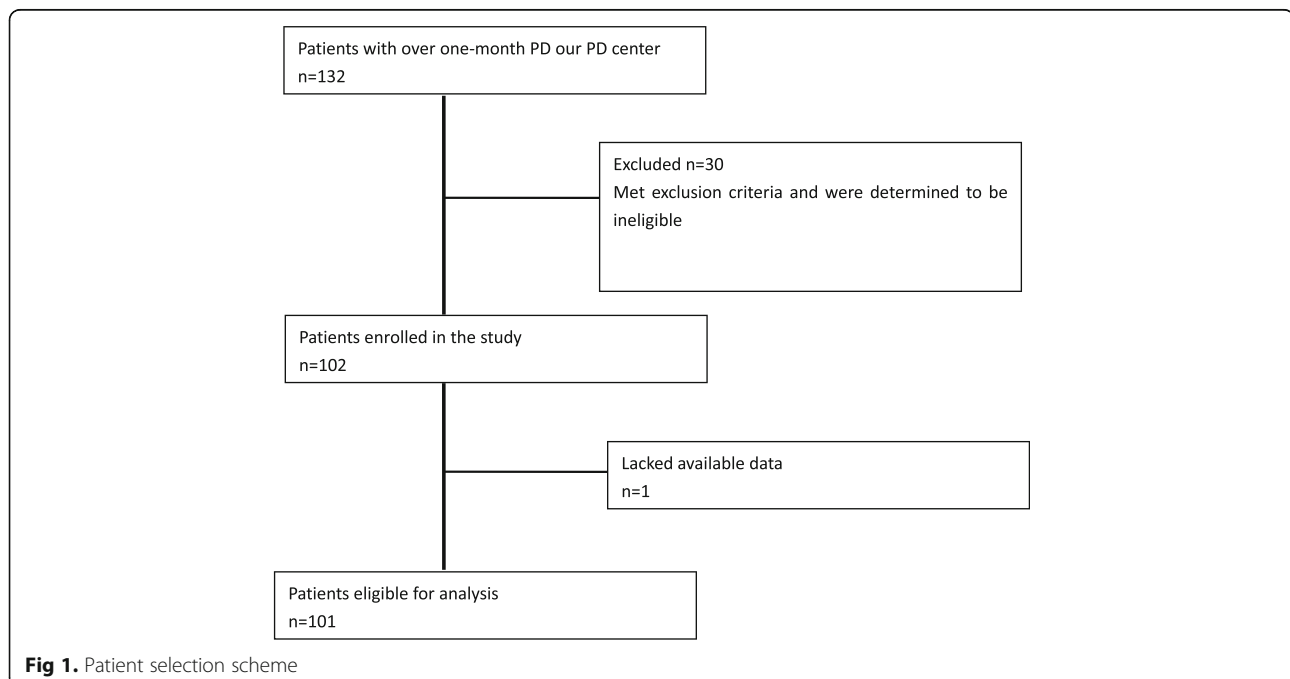 Patients with over one-month PD our PD center
n=132
Excluded n=30
Met exclusion criteria and were determined to be
ineligible
Patients enrolled in the study
n=102
Lacked available data
n=1
Patients eligible for analysis
n=101
Fig 1. Patient selection scheme